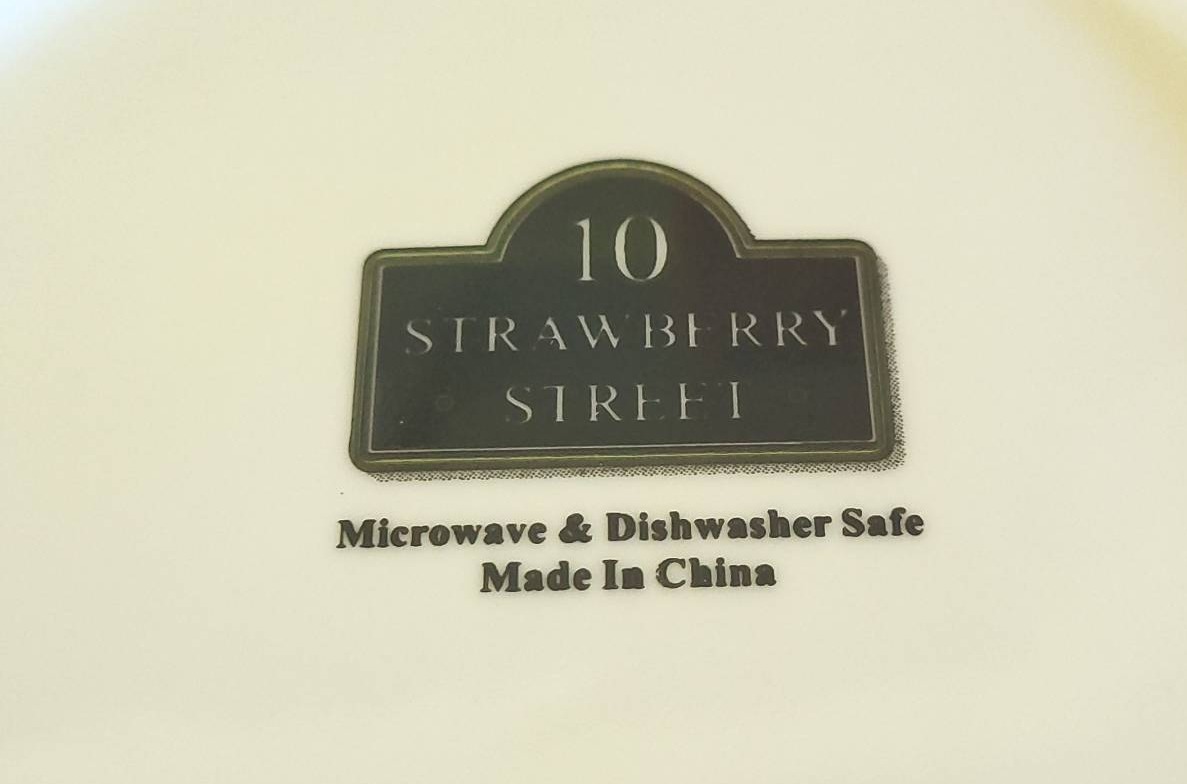 10
STRAWBERRY
STREET
Microwave & Dishwasher Safe
Made In China